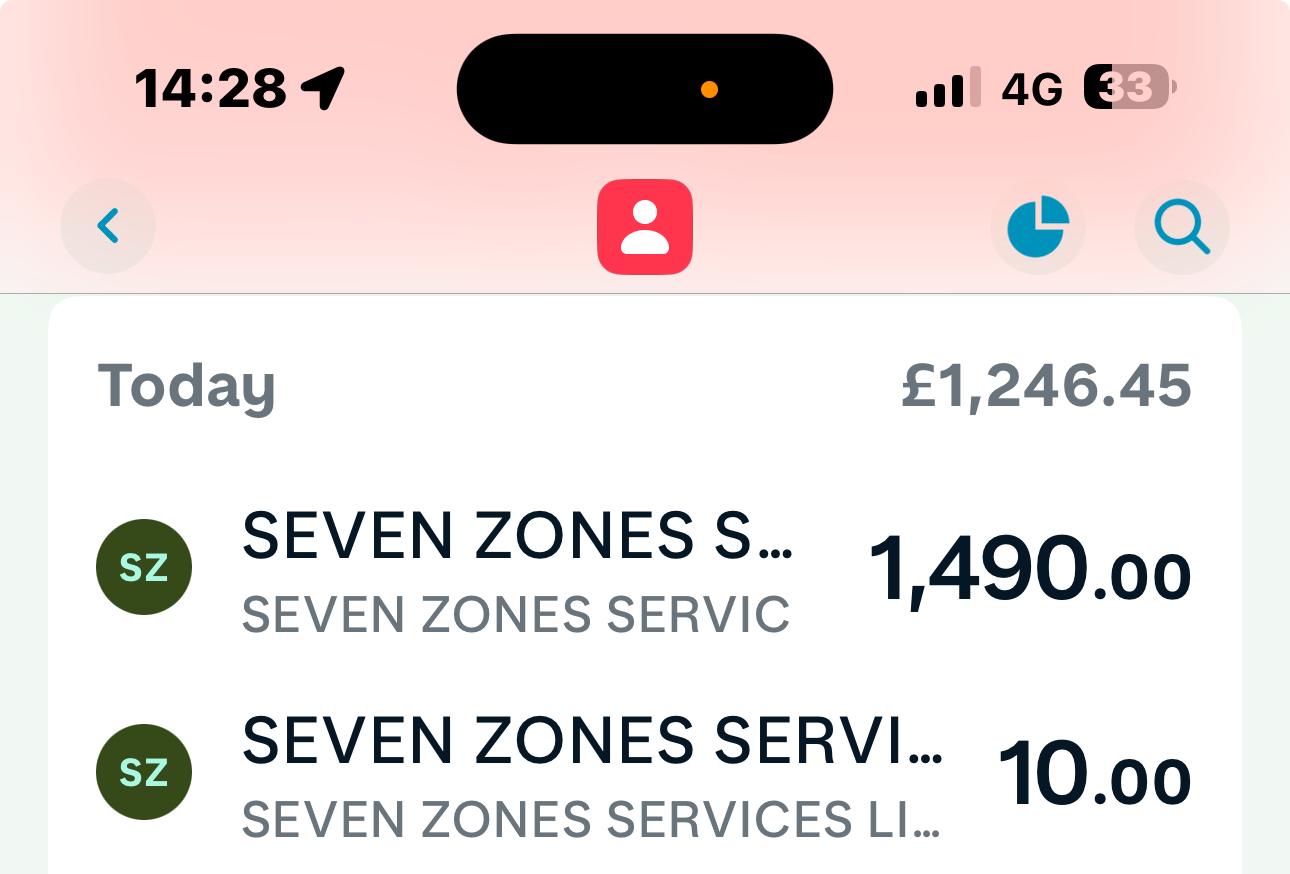 14:28
4G 33
Today £1,246.45
SEVEN ZONES S... 1,490.00
SEVEN ZONES SERVIC
SZ
SEVEN ZONES SERVI... 10.00
SEVEN ZONES SERVICES LI...
SZ